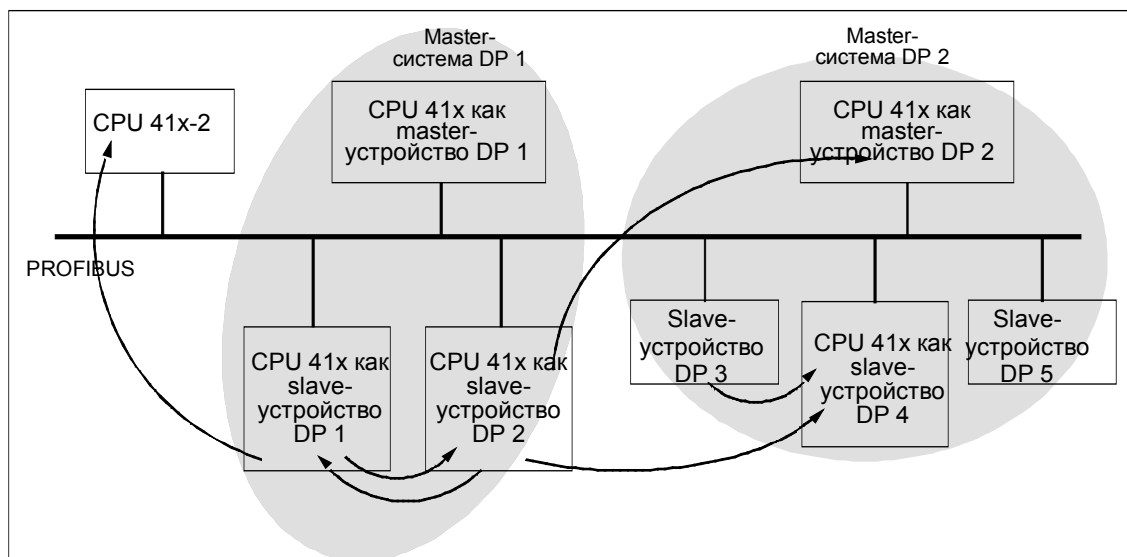 Master-
система DP 1
Master-
система DP 2
CPU 41x-2
CPU 41x как
master-
устройство DP 1
CPU 41x как
master-
устройство DP 2
PROFIBUS
CPU 41x как
slave-
устройство
DP 1
CPU 41x как
slave-
устройство
DP 2
Slave-
устройство
DP 3
CPU 41x как
slave-
устройство
DP 4
Slave-
устройство
DP 5